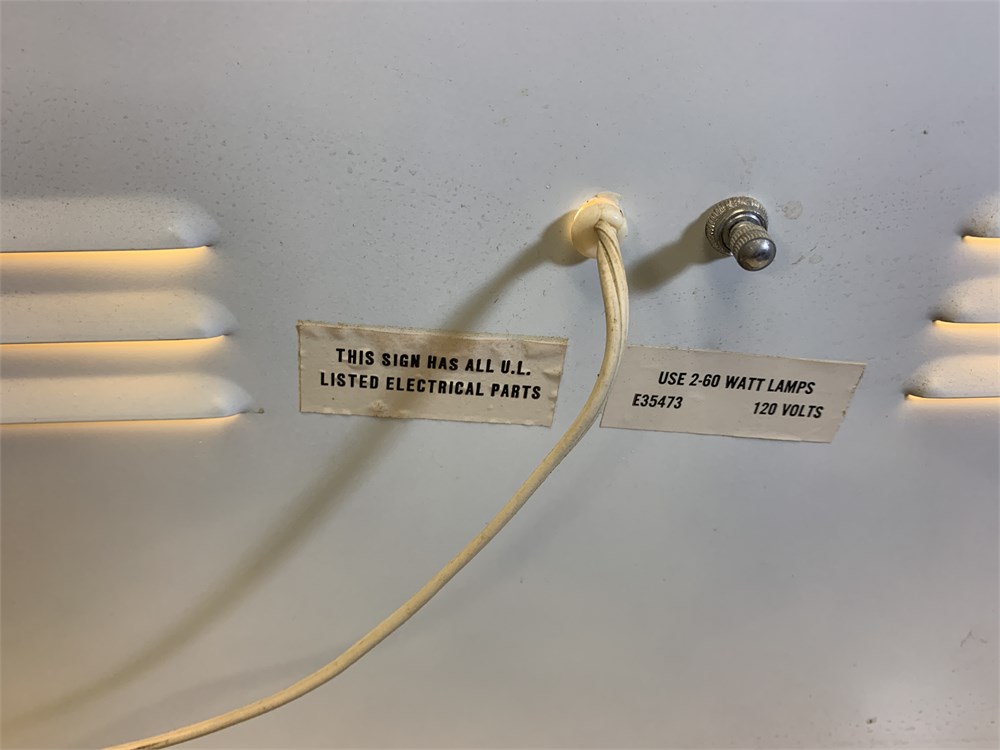 THIS SIGN HAS ALL U.L.
LISTED ELECTRICAL PARTS
USE 2-60 WATT LAMPS
E35473 120 VOLTS